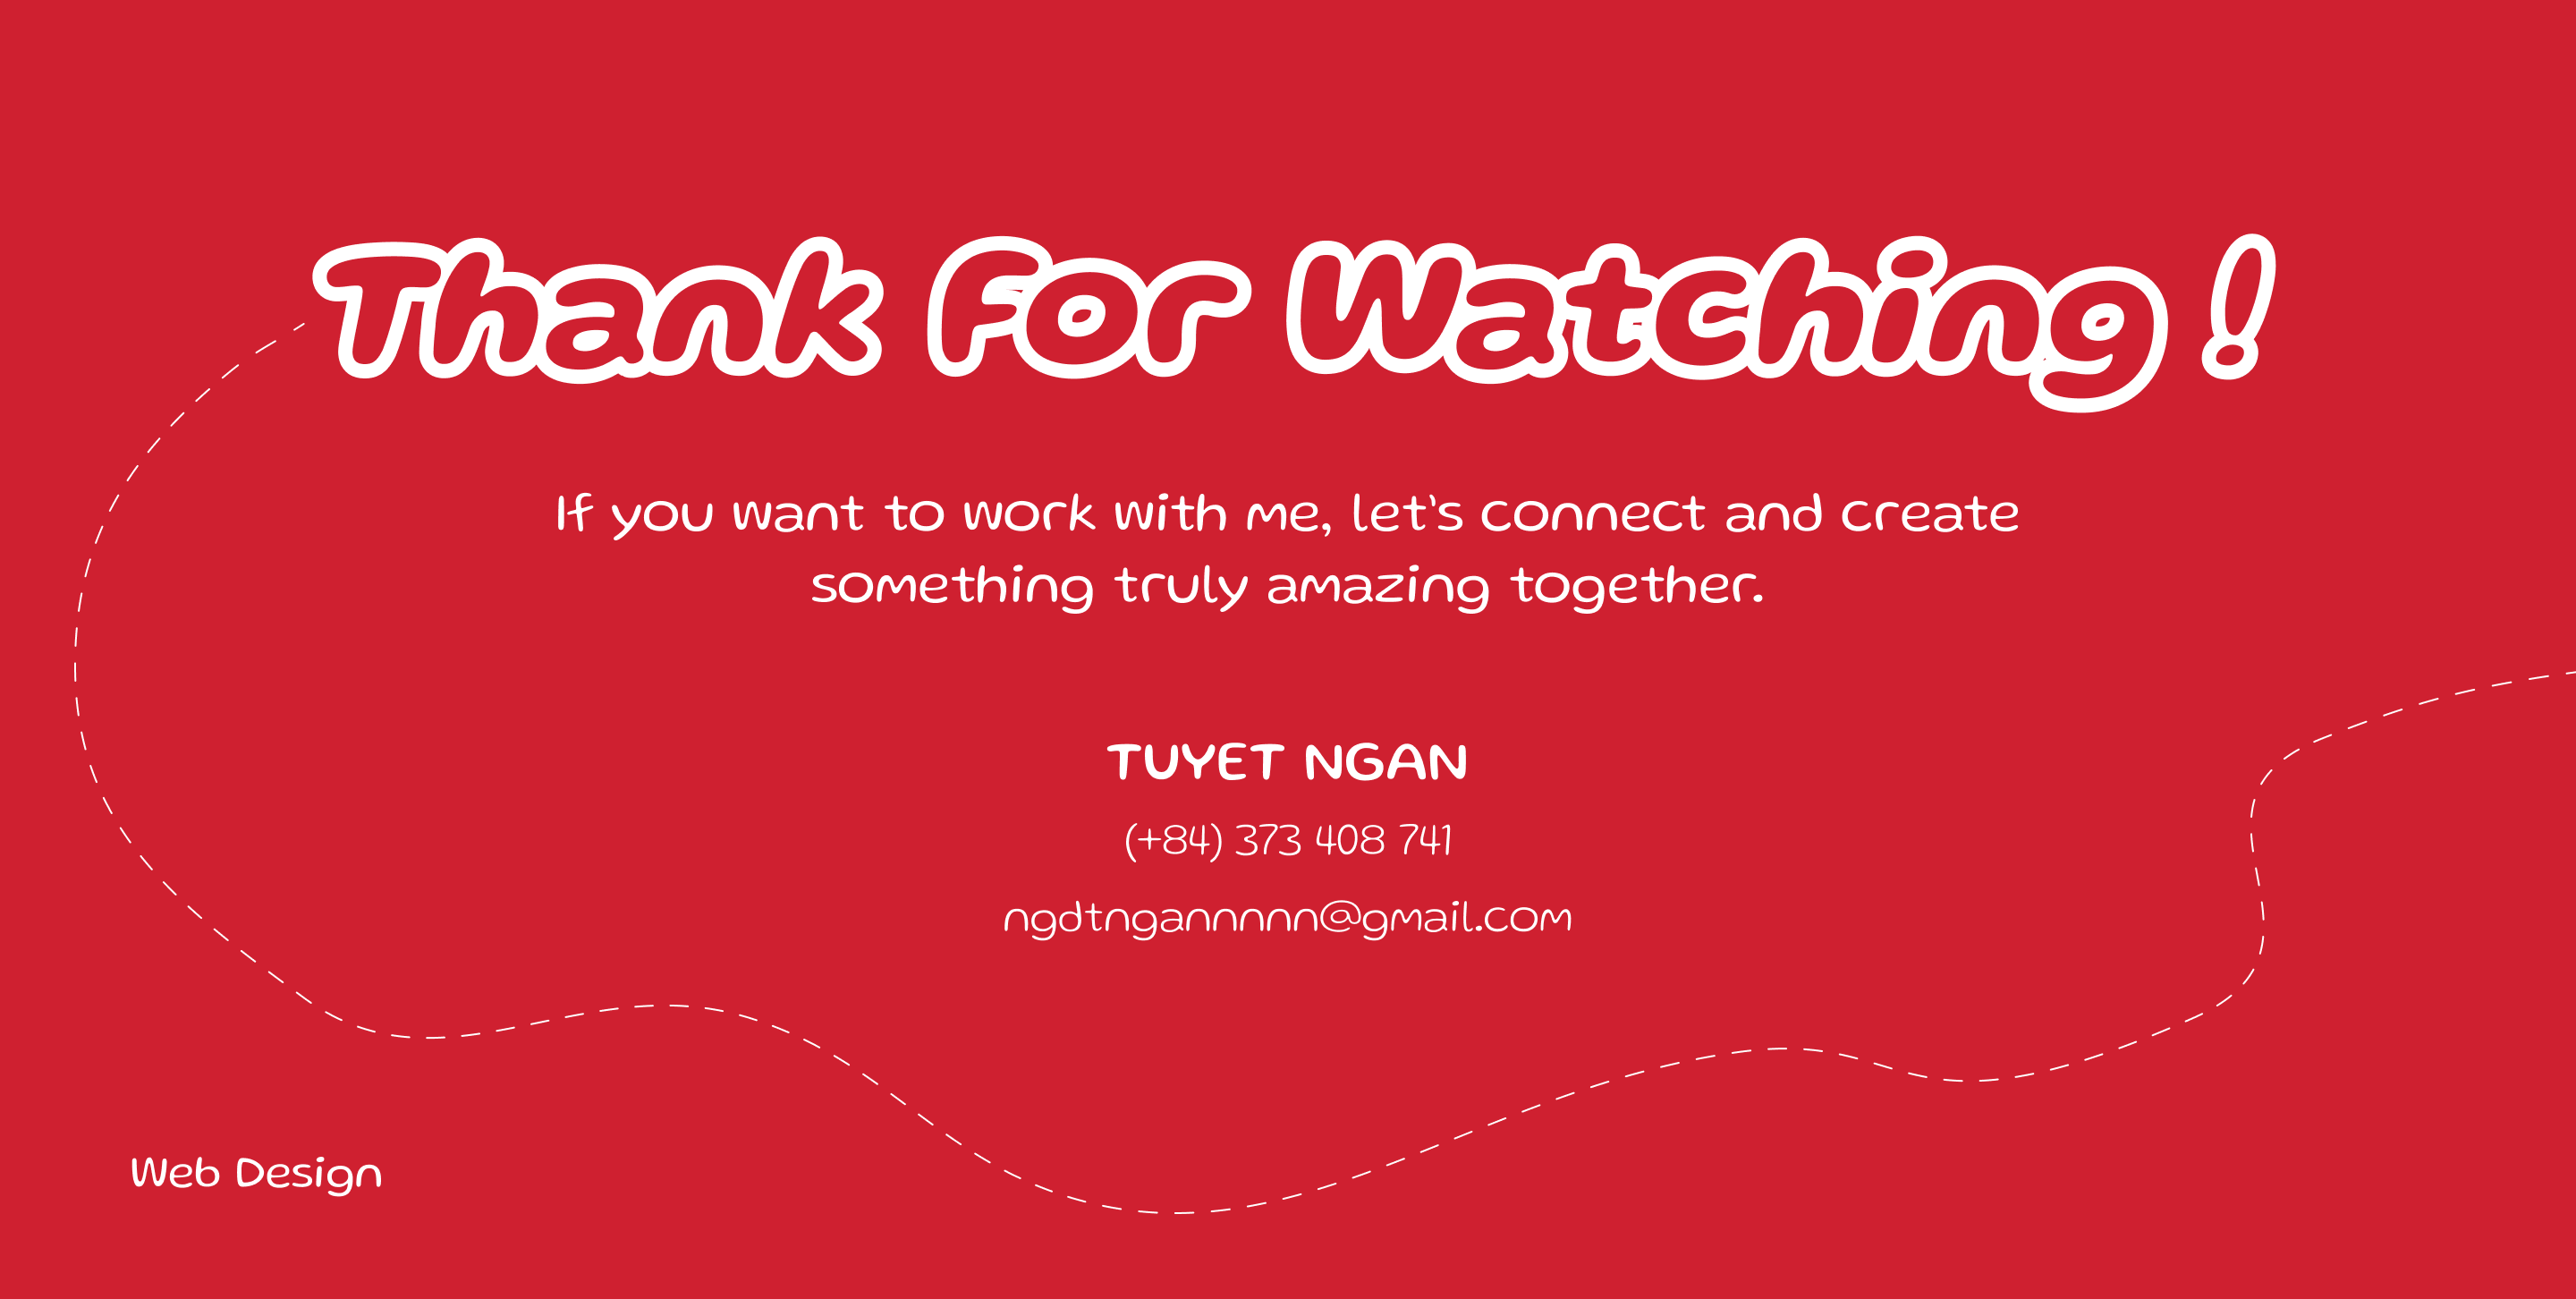 Thank For Watching !
If you want to work with me, let's connect and create
something truly amazing together.
TUYET NGAN
(+84) 373 408 741
ngdtngannnnn@gmail.com
Web Design